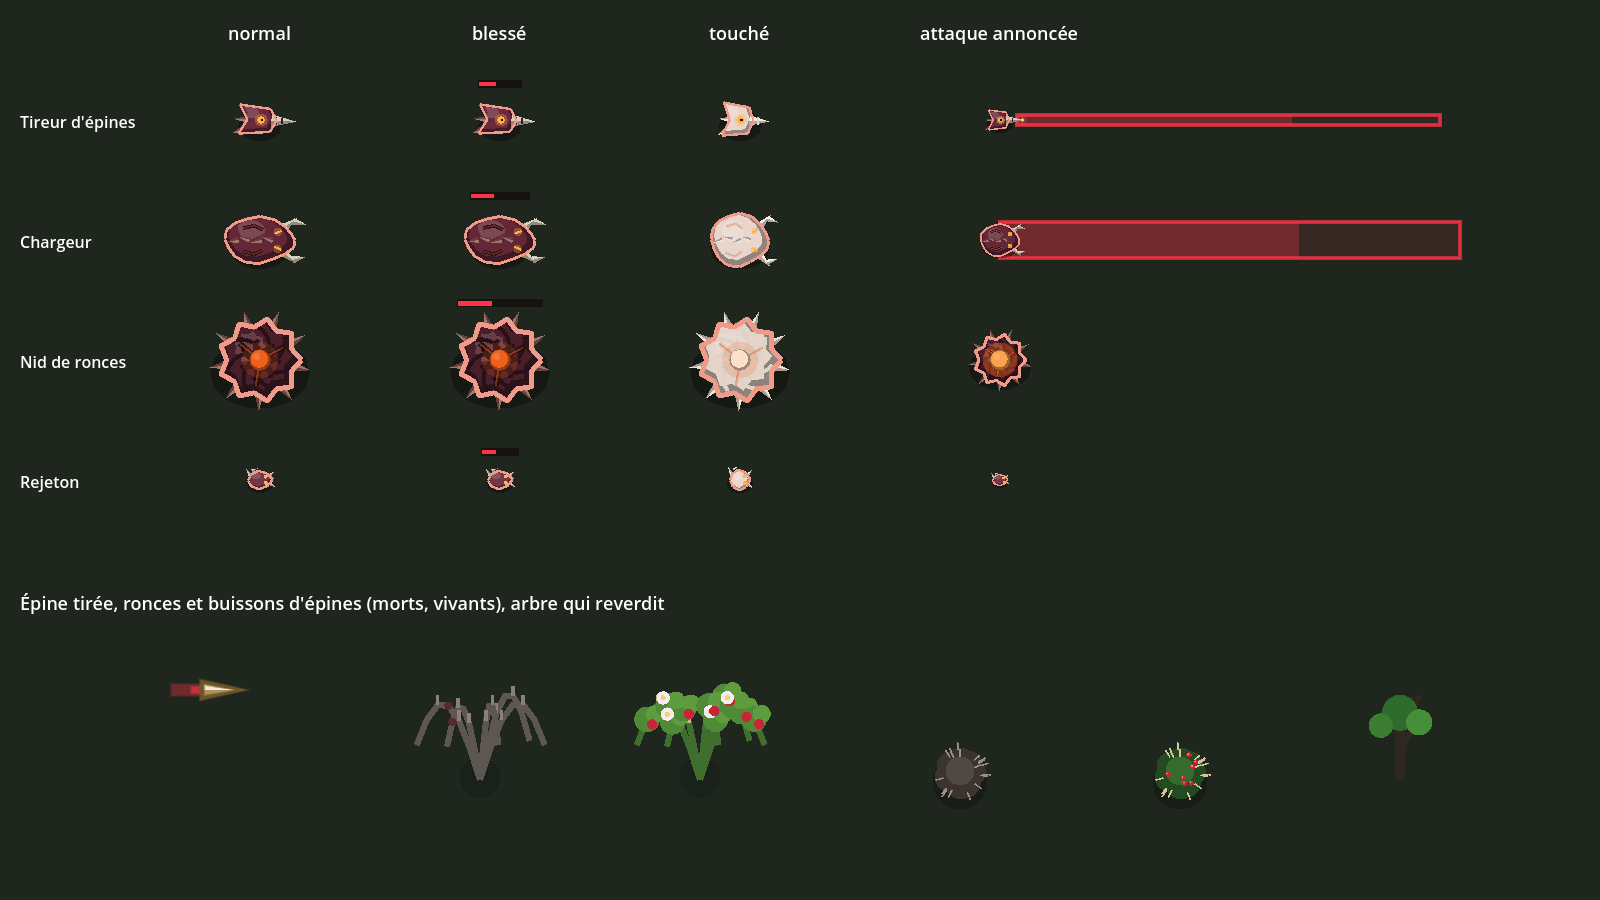 normal blessé touché attaque annoncée
Tireur d'épines
Chargeur
Nid de ronces
Rejeton
Épine tirée, ronces et buissons d'épines (morts, vivants), arbre qui reverdit